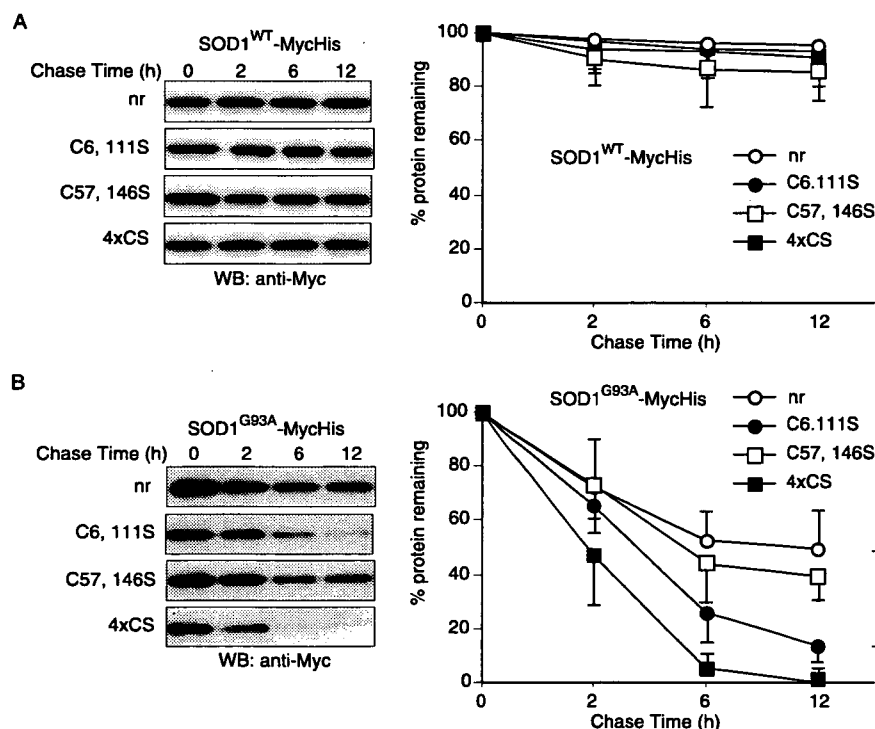 A
SOD1WT-MycHis
Chase Time (h) 0 2 6 12
nr
C6, 111S
C57, 146S
4xCS
WB: anti-Myc
100
80
60
40
20
0
% protein remaining
SOD1WT-MycHis
nr
C6.111S
C57, 146S
4xCS
0 2 6 12
Chase Time (h)
B
SOD1G93A-MycHis
Chase Time (h) 0 2 6 12
nr
C6, 111S
C57, 146S
4xCS
WB: anti-Myc
100
80
60
40
20
0
% protein remaining
SOD1G93A-MycHis
nr
C6.111S
C57, 146S
4xCS
0 2 6 12
Chase Time (h)